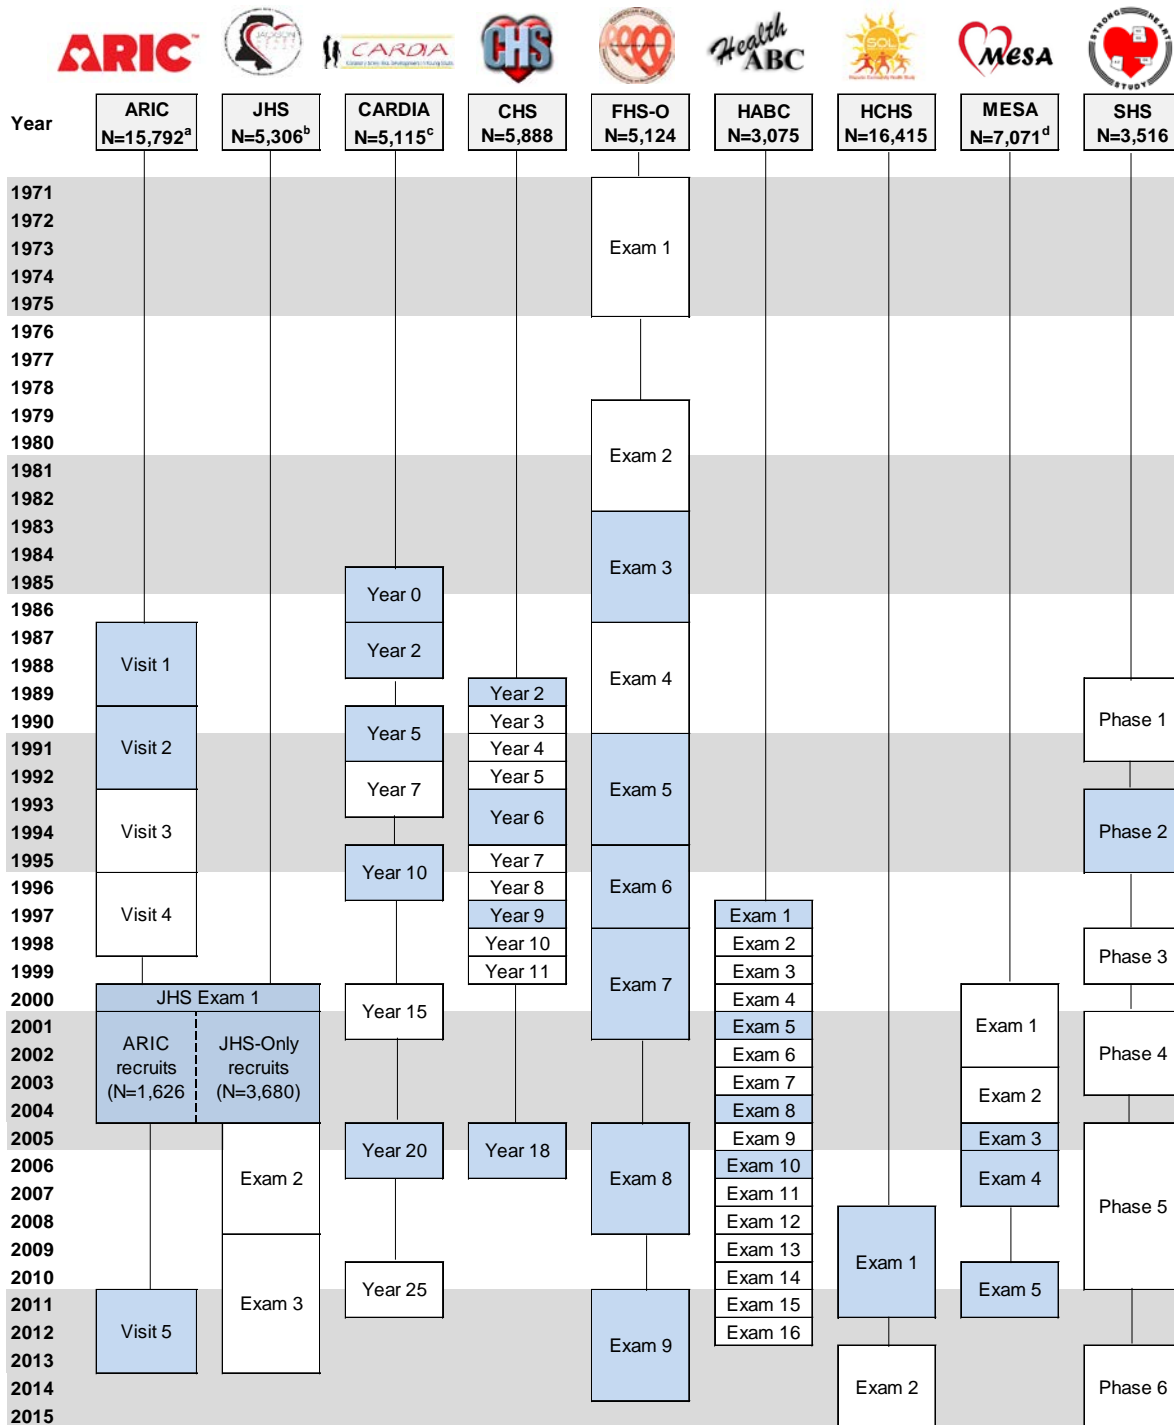 ARIC™
JACKSON
HEART
CARDIA
CHS
Health
ABC
SOL
MESA
STRONG HEART
STUDY
Year
ARIC
N=15,792a
JHS
N=5,306b
CARDIA
N=5,115c
CHS
N=5,888
FHS-O
N=5,124
HABC
N=3,075
HCHS
N=16,415
MESA
N=7,071d
SHS
N=3,516
1971
1972
1973
1974
1975
1976
1977
1978
1979
1980
1981
1982
1983
1984
1985
1986
1987
1988
1989
1990
1991
1992
1993
1994
1995
1996
1997
1998
1999
2000
2001
2002
2003
2004
2005
2006
2007
2008
2009
2010
2011
2012
2013
2014
2015
Visit 1
Visit 2
Visit 3
Visit 4
JHS Exam 1
ARIC
recruits
(N=1,626
JHS-Only
recruits
(N=3,680)
Visit 5
Exam 2
Exam 3
Year 0
Year 2
Year 5
Year 7
Year 10
Year 15
Year 20
Year 25
Year 2
Year 3
Year 4
Year 5
Year 6
Year 7
Year 8
Year 9
Year 10
Year 11
Year 18
Exam 1
Exam 2
Exam 3
Exam 4
Exam 5
Exam 6
Exam 7
Exam 8
Exam 9
Exam 1
Exam 2
Exam 3
Exam 4
Exam 5
Exam 6
Exam 7
Exam 8
Exam 9
Exam 10
Exam 11
Exam 12
Exam 13
Exam 14
Exam 15
Exam 16
Exam 1
Exam 2
Exam 1
Exam 2
Exam 3
Exam 4
Exam 5
Phase 1
Phase 2
Phase 3
Phase 4
Phase 5
Phase 6